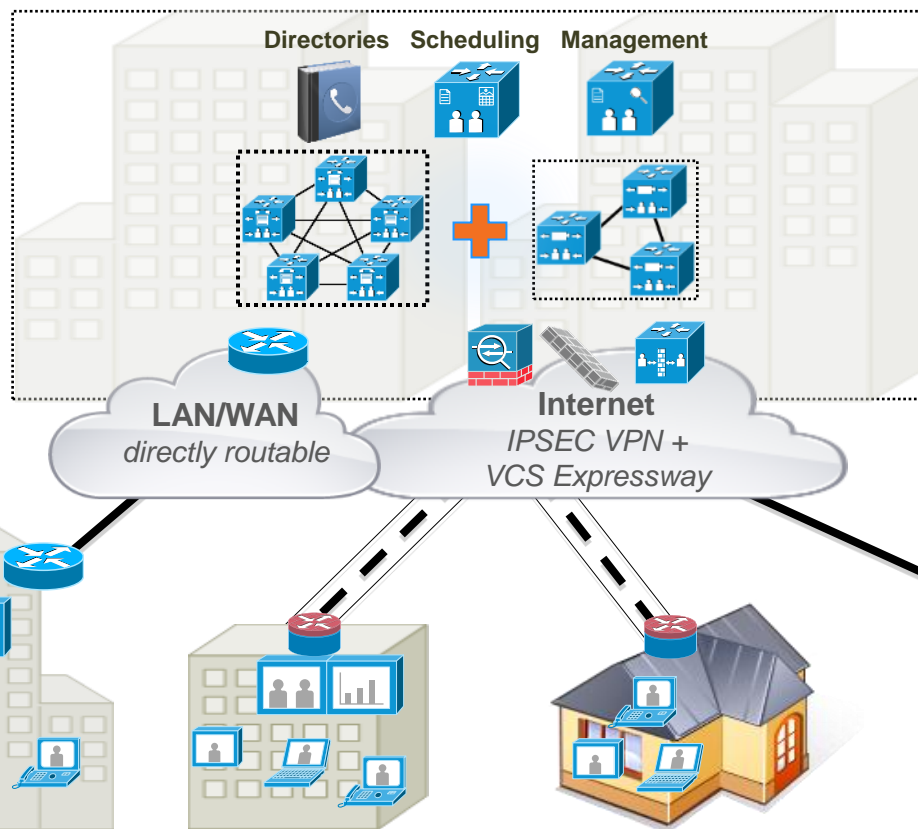 Directories Scheduling Management
LAN/WAN
directly routable
Internet
IPSEC VPN +
VCS Expressway